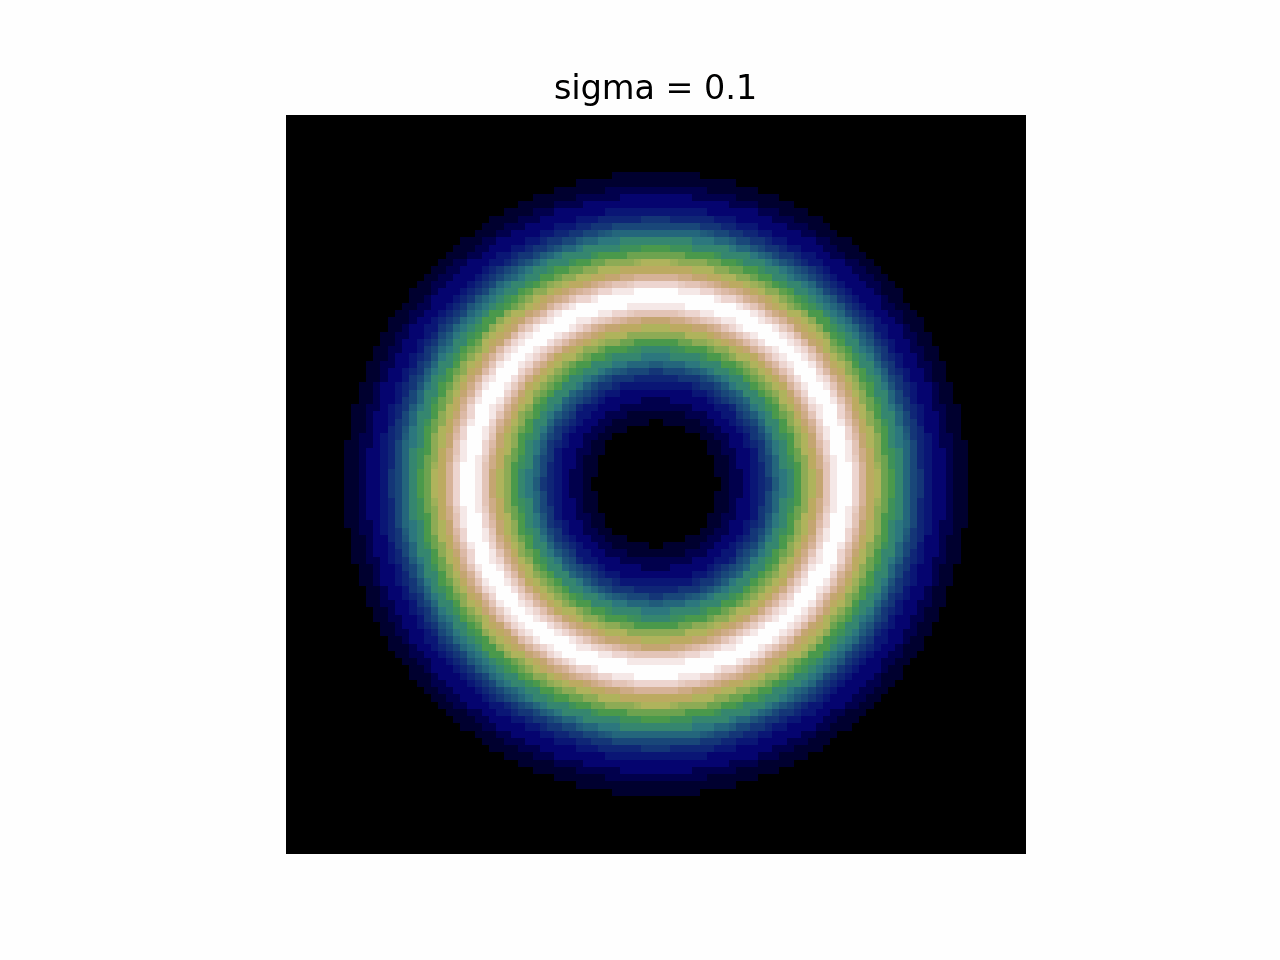 sigma = 0.1